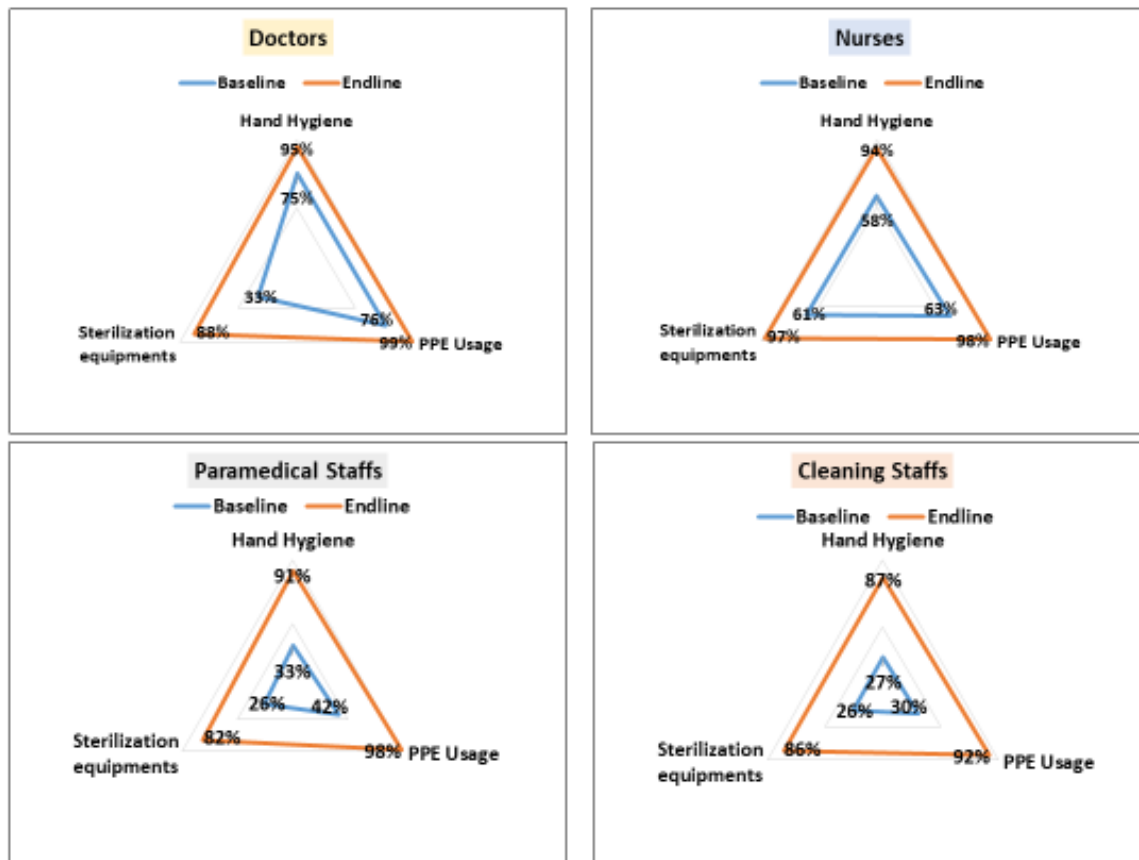 Doctors
Baseline Endline
Hand Hygiene
95%
75%
33%
76%
Sterilization
equipments
88%
99%
PPE Usage
Nurses
Baseline Endline
Hand Hygiene
94%
58%
61%
63%
Sterilization
equipments
97%
98%
PPE Usage
Paramedical Staffs
Baseline Endline
Hand Hygiene
91%
33%
26%
42%
Sterilization
equipments
82%
98%
PPE Usage
Cleaning Staffs
Baseline Endline
Hand Hygiene
87%
27%
26%
30%
Sterilization
equipments
86%
92%
PPE Usage